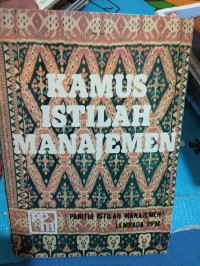 KAMUS
ISTILAH
MANAJEMEN
PANITIA ISTILAH MANAJEMEN
LEMBAGA PPM